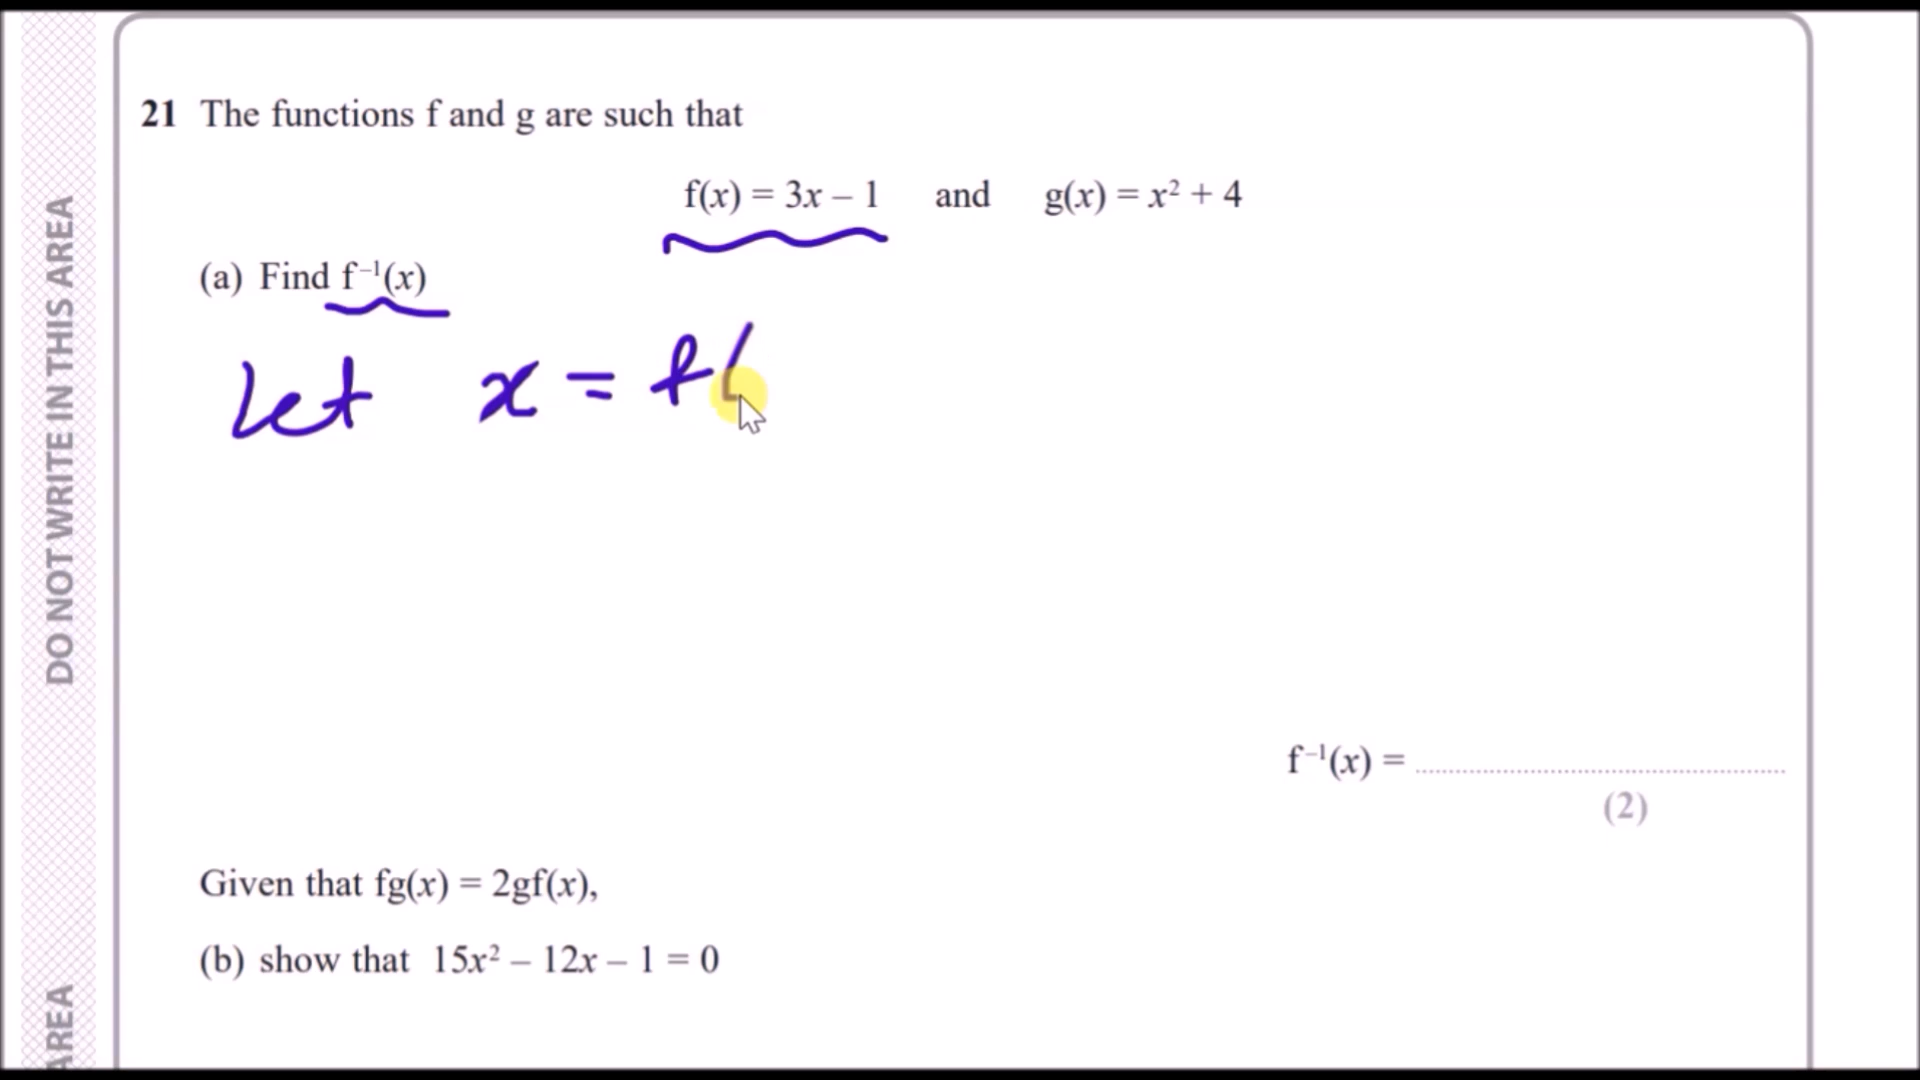 21 The functions f and g are such that
f(x) = 3x – 1 and g(x) = x² + 4
(a) Find f⁻¹(x)
Let x = f(
f⁻¹(x) = ..............................
(2)
Given that fg(x) = 2gf(x),
(b) show that 15x² – 12x – 1 = 0
DO NOT WRITE IN THIS AREA
AREA